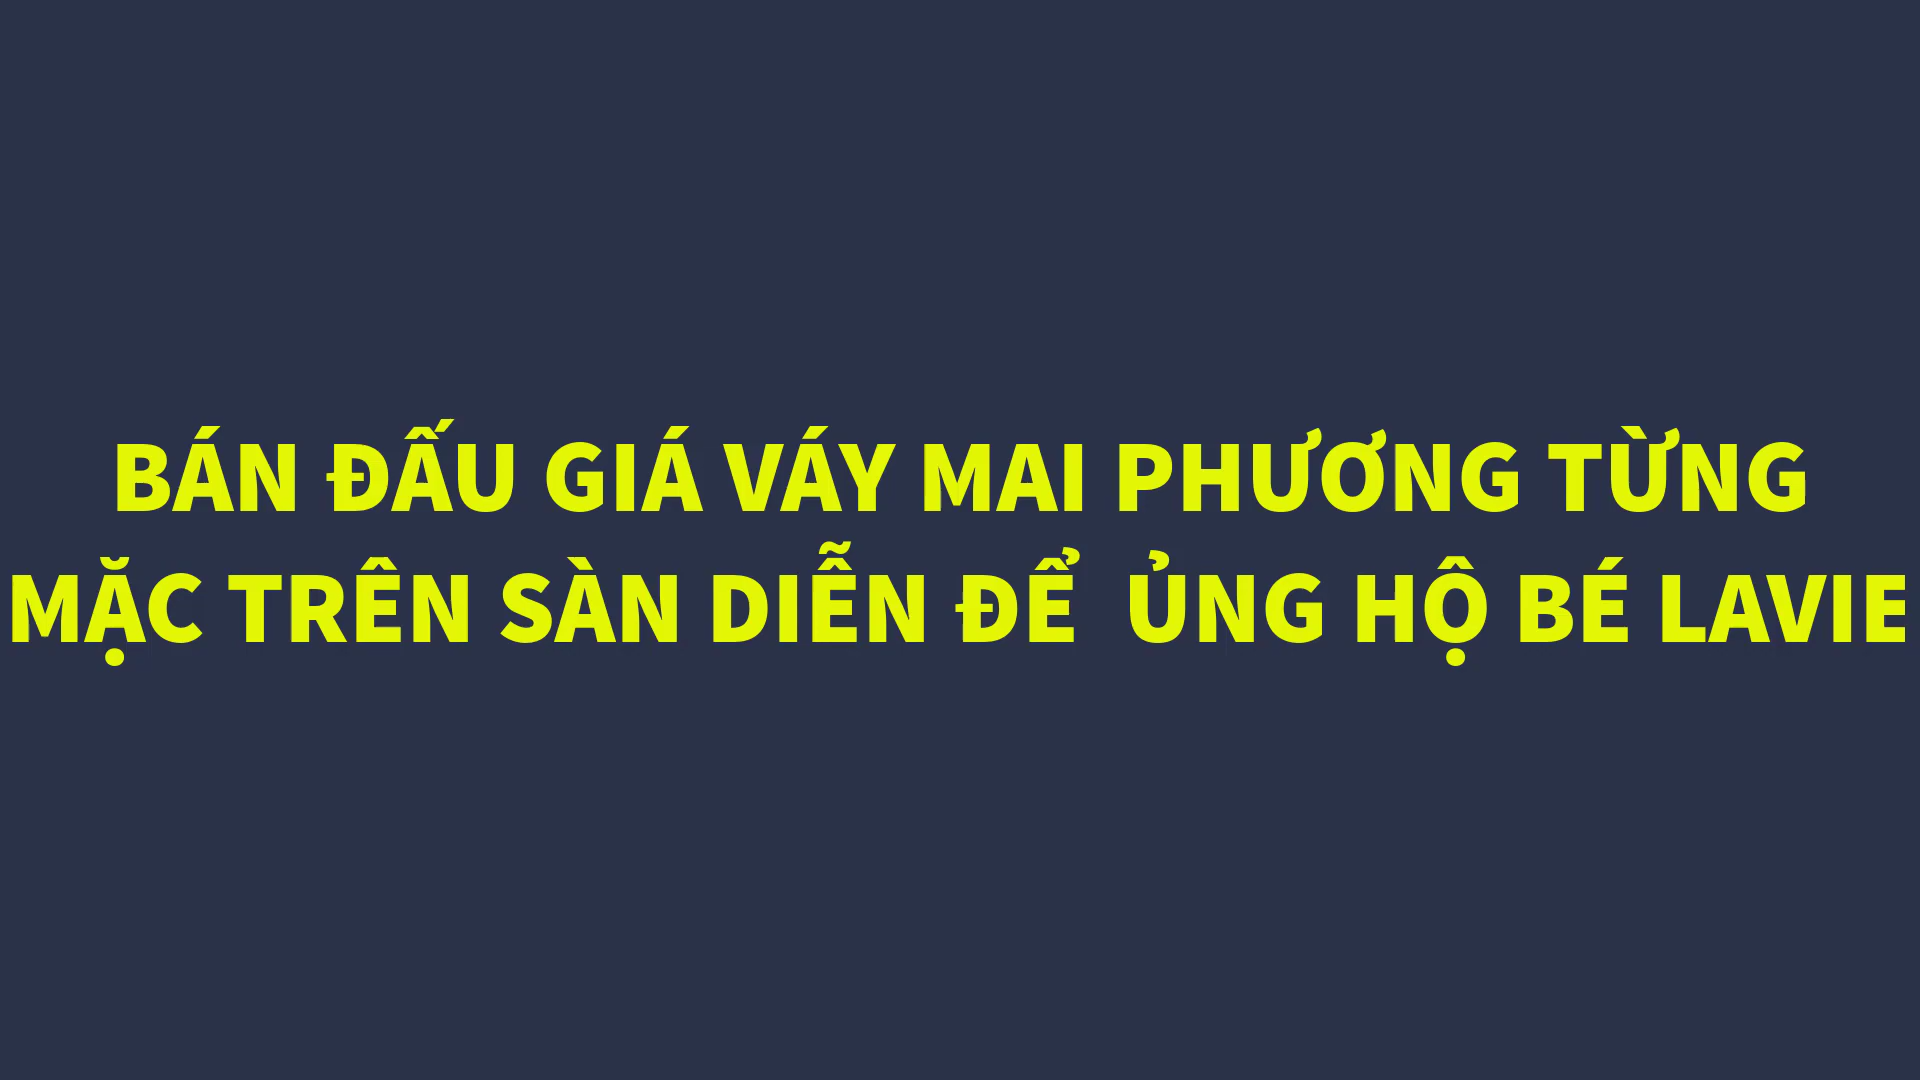 BÁN ĐẤU GIÁ VÁY MAI PHƯƠNG TỪNG
MẶC TRÊN SÀN DIỄN ĐỂ  ỦNG HỘ BÉ LAVIE